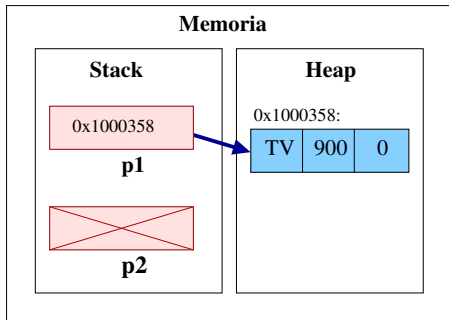 Memoria
Stack
Heap
0x1000358
p1
p2
0x1000358:
TV 900 0